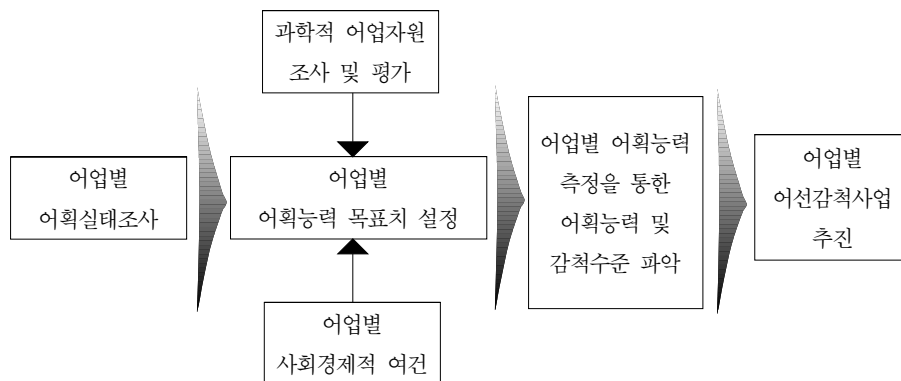 과학적 어업자원
조사 및 평가
어업별
어획실태조사
어업별
어획능력 목표치 설정
어업별
사회경제적 여건
어업별 어획능력
측정을 통한
어획능력 및
감척수준 파악
어업별
어선감척사업
추진